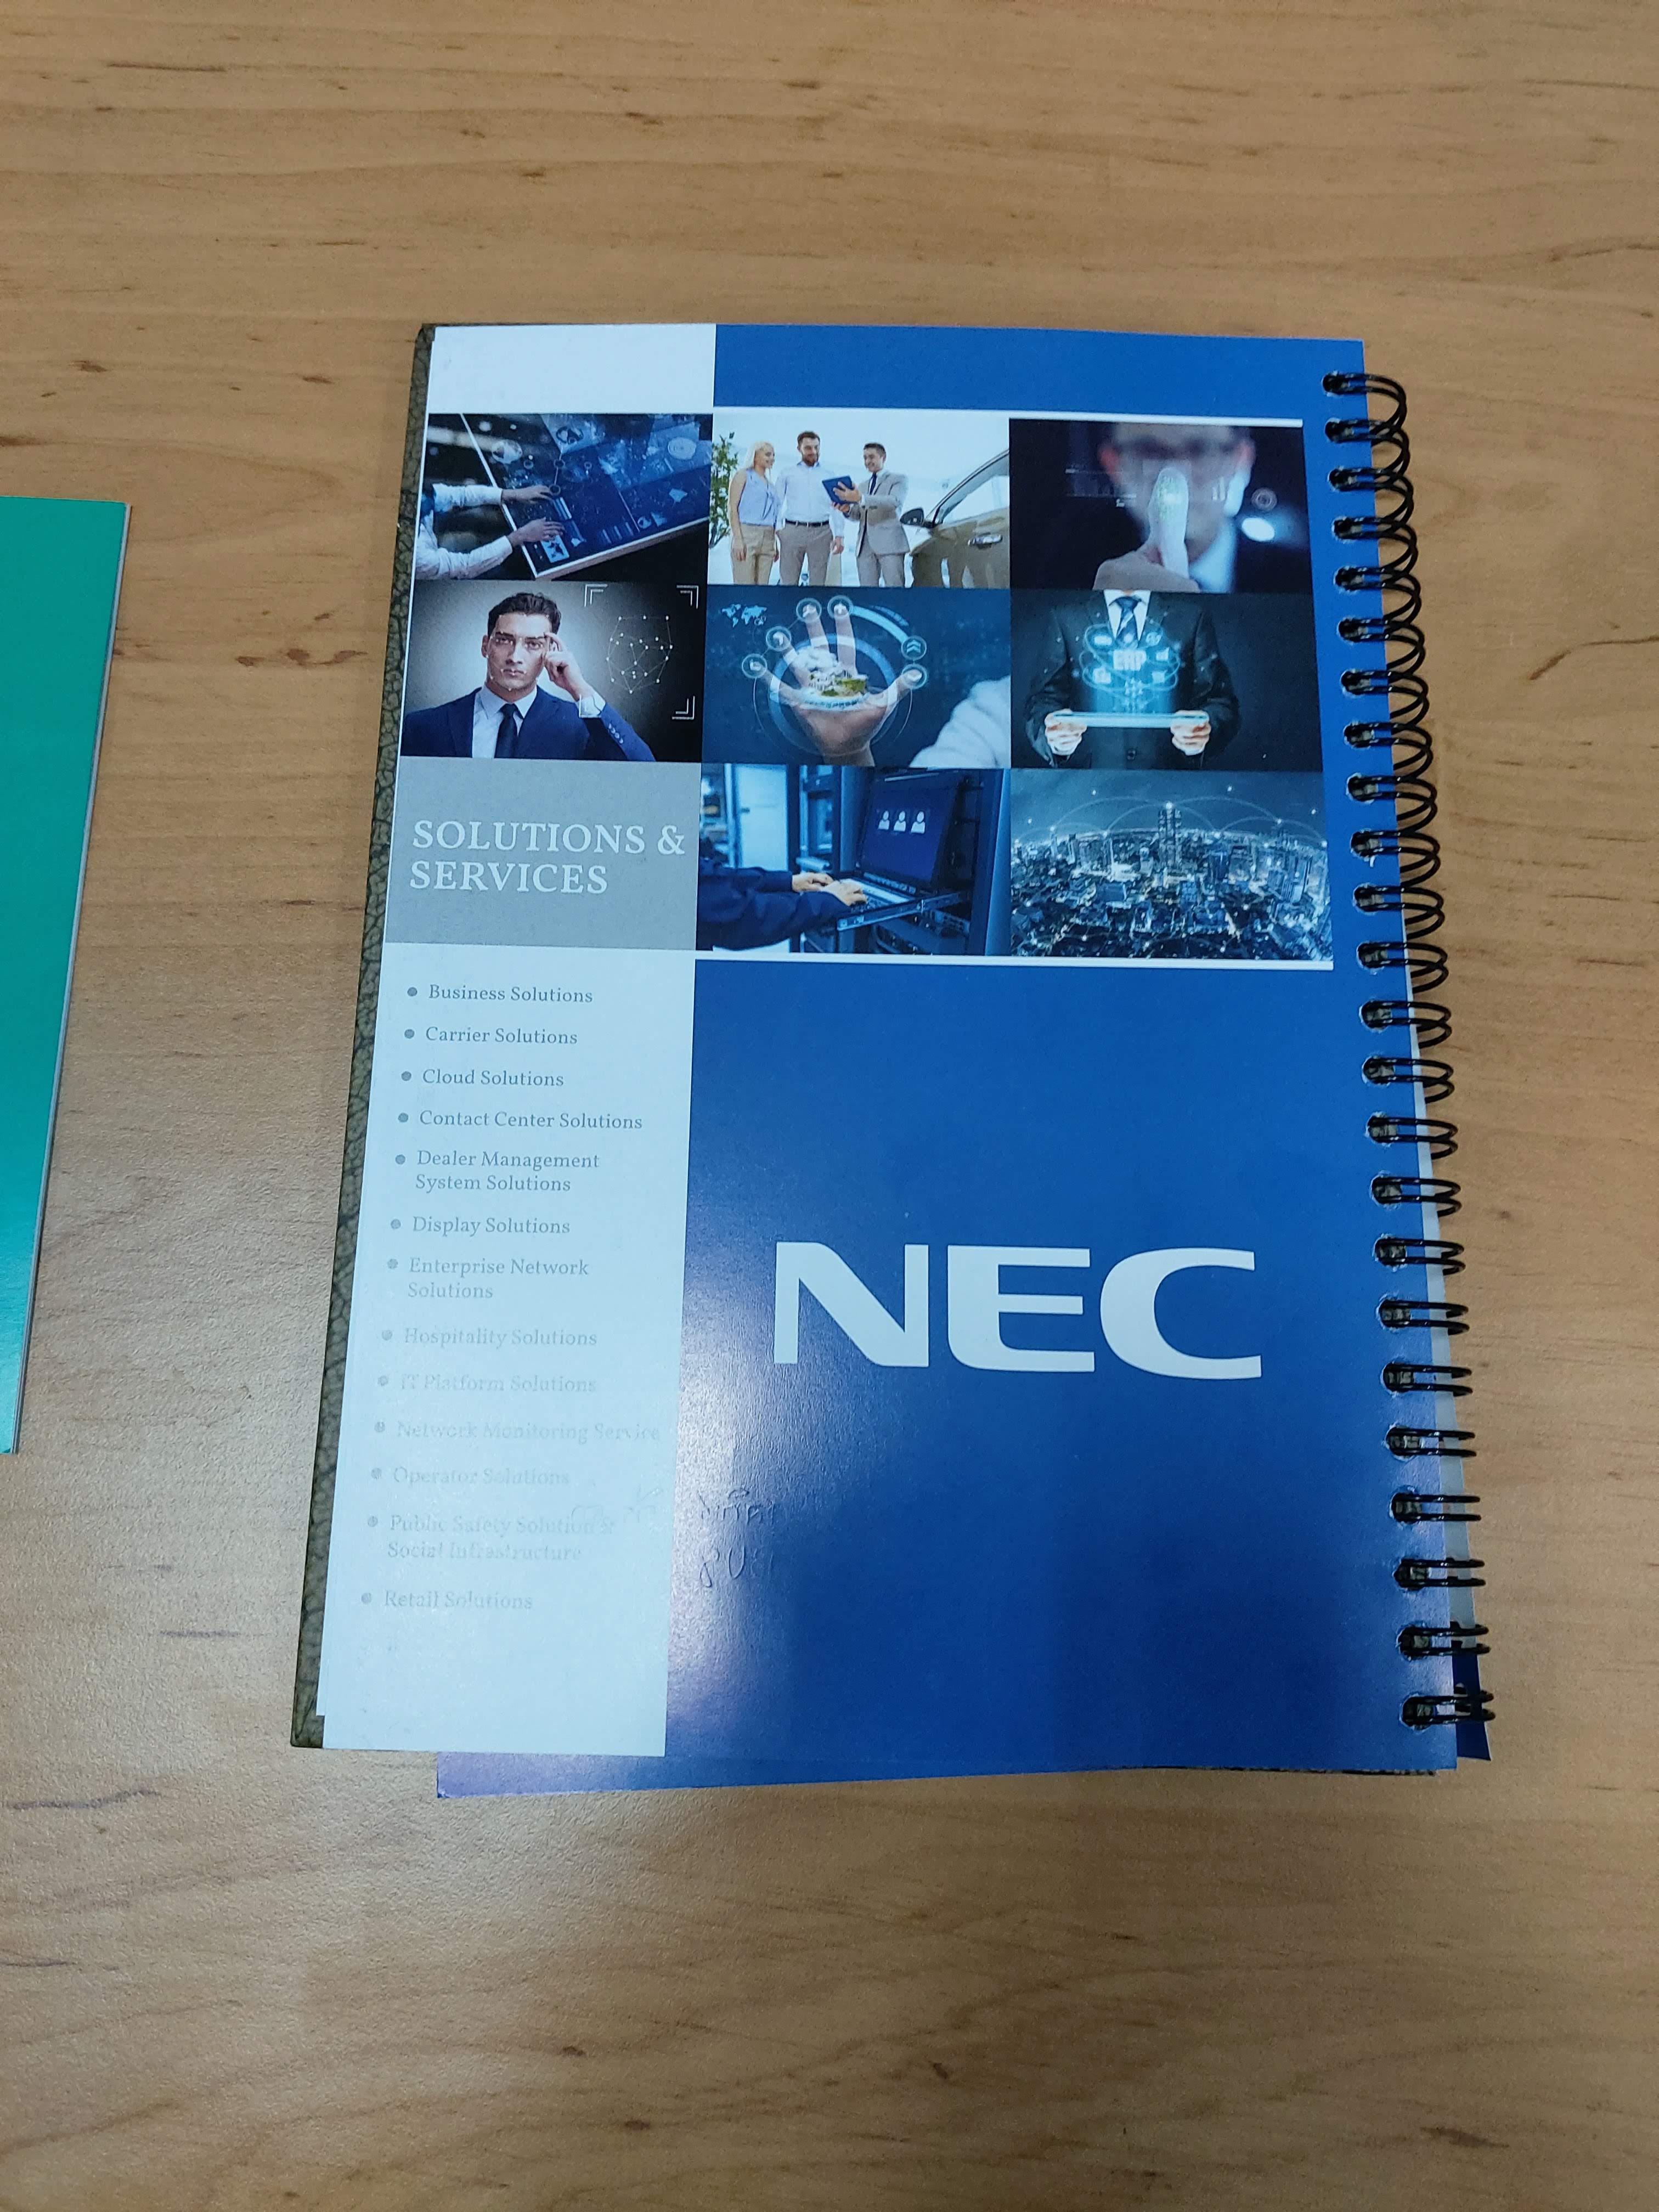 ERP
SOLUTIONS &
SERVICES
Business Solutions
Carrier Solutions
Cloud Solutions
Contact Center Solutions
Dealer Management
System Solutions
Display Solutions
Enterprise Network
Solutions
Hospitality Solutions
IT Platform Solutions
Network Monitoring Service
Operator Solutions
Public Safety Solution &
Social Infrastructure
Retail Solutions
NEC